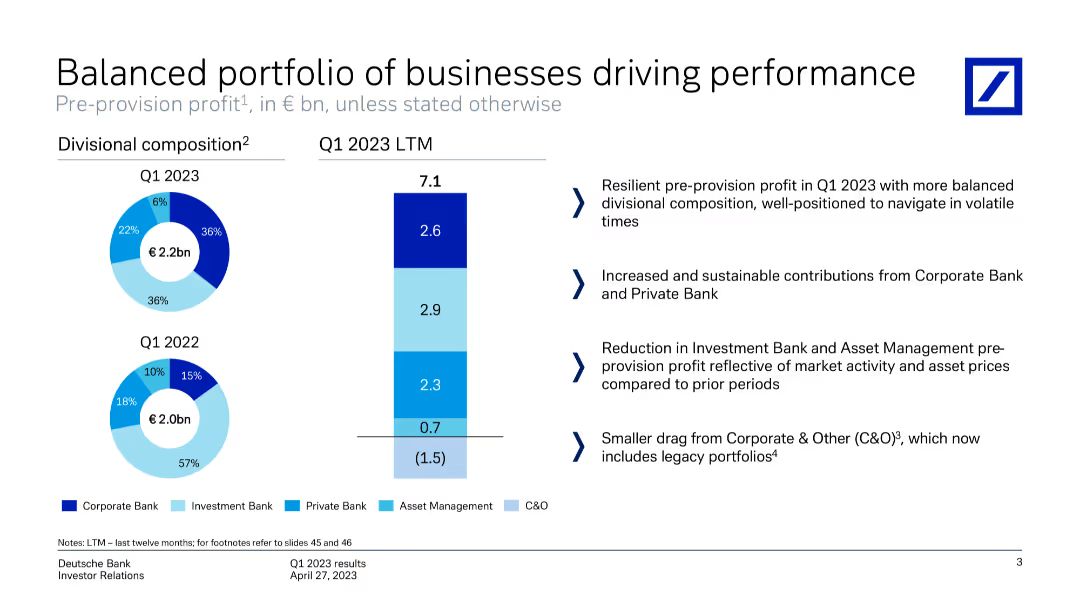 Balanced portfolio of businesses driving performance
Pre-provision profit¹, in € bn, unless stated otherwise
Divisional composition²
Q1 2023
6%
36%
22%
€ 2.2bn
36%
Q1 2022
10%
15%
18%
€ 2.0bn
57%
Q1 2023 LTM
7.1
2.6
2.9
2.3
0.7
(1.5)
Corporate Bank
Investment Bank
Private Bank
Asset Management
C&O
❯ Resilient pre-provision profit in Q1 2023 with more balanced
divisional composition, well-positioned to navigate in volatile
times
❯ Increased and sustainable contributions from Corporate Bank
and Private Bank
❯ Reduction in Investment Bank and Asset Management pre-
provision profit reflective of market activity and asset prices
compared to prior periods
❯ Smaller drag from Corporate & Other (C&O)³, which now
includes legacy portfolios⁴
Notes: LTM – last twelve months; for footnotes refer to slides 45 and 46
Deutsche Bank
Investor Relations
Q1 2023 results
April 27, 2023
3